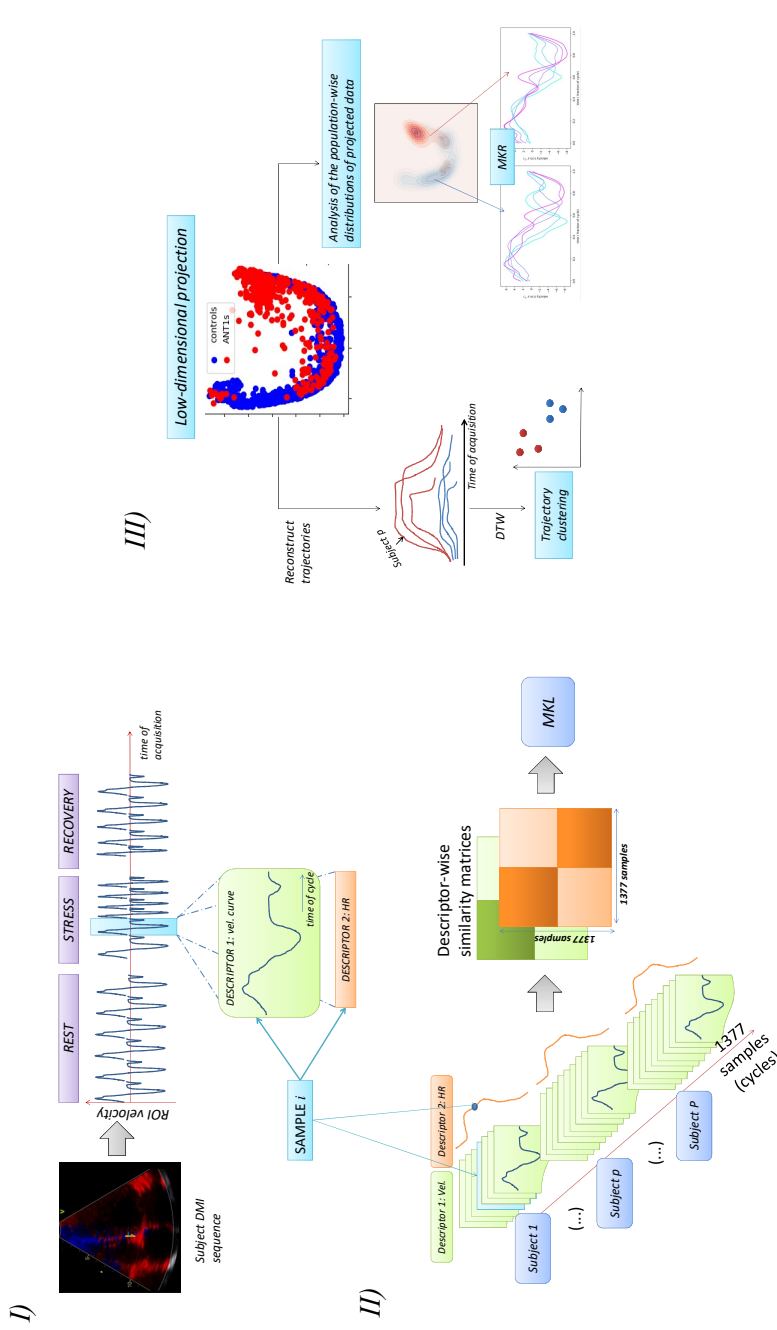 I)
Subject DMI
sequence
ROI velocity
REST
STRESS
RECOVERY
time of
acquisition
DESCRIPTOR 1: vel. curve
time of cycle
DESCRIPTOR 2: HR
SAMPLE i
II)
Descriptor 1: Vel.
Descriptor 2: HR
Subject 1
(...)
Subject p
(...)
Subject P
1377
samples
(cycles)
Descriptor-wise
similarity matrices
1377 samples
1377 samples
MKL
III)
Low-dimensional projection
controls
ANT1s
Reconstruct
trajectories
Subject p
Time of acquisition
DTW
Trajectory
clustering
Analysis of the population-wise
distributions of projected data
MKR